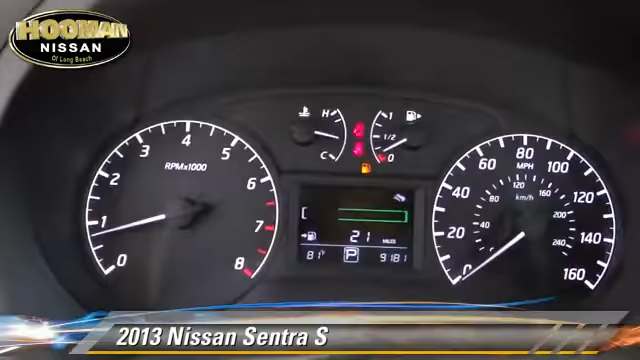 HOOMAN
NISSAN
Of Long Beach
RPMx1000
0 1 2 3 4 5 6 7 8
H
C
1
1/2
0
21 MILES
81°F P 9181
MPH
0 20 40 60 80 100 120 140 160
km/h
40 80 120 160 200 240
2013 Nissan Sentra S